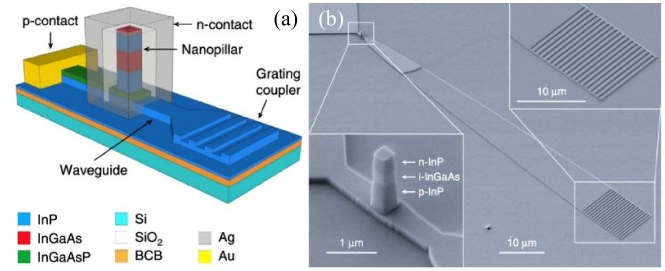 (a)
p-contact
n-contact
Nanopillar
Grating
coupler
Waveguide
InP
Si
Ag
InGaAs
SiO2
Au
InGaAsP
BCB
(b)
10 μm
n-InP
i-InGaAs
p-InP
1 μm
10 μm